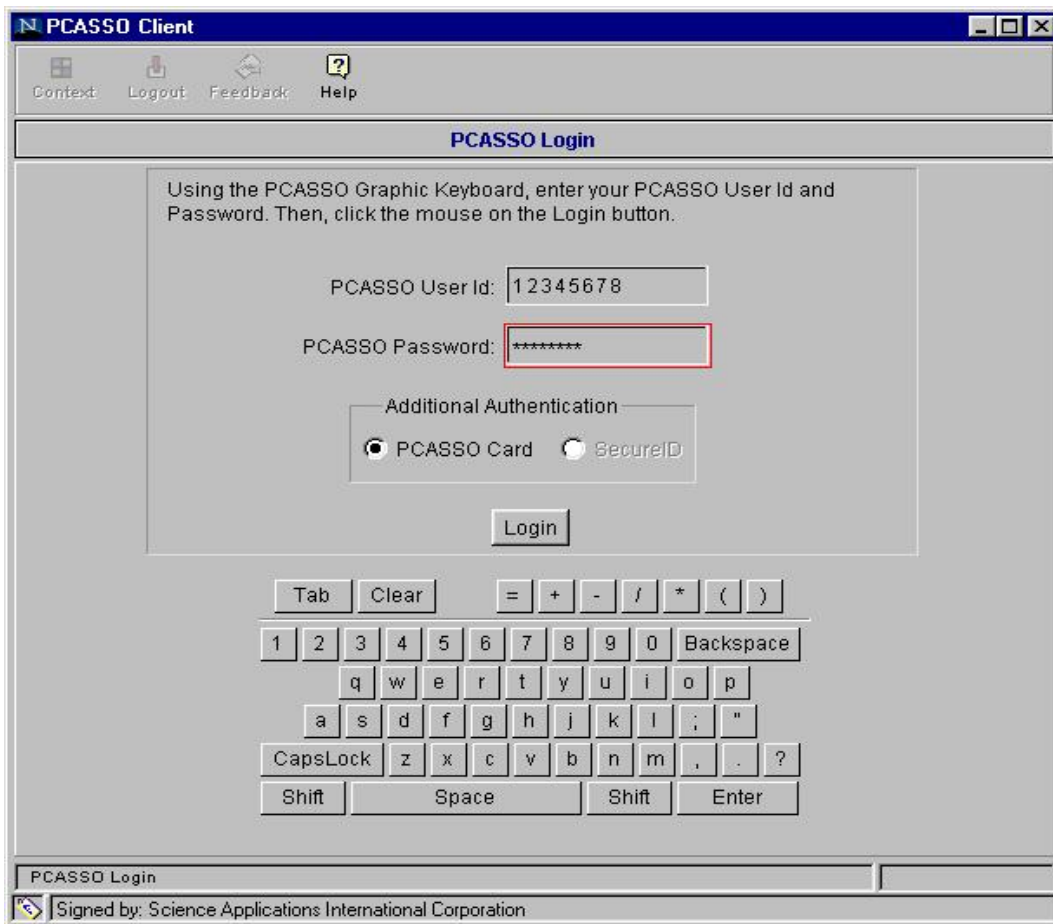 PCASSO Client
Context Logout Feedback Help
PCASSO Login
Using the PCASSO Graphic Keyboard, enter your PCASSO User Id and
Password. Then, click the mouse on the Login button.
PCASSO User Id: 12345678
PCASSO Password: ********
Additional Authentication
PCASSO Card SecureID
Login
Tab Clear = + - / * ( )
1 2 3 4 5 6 7 8 9 0 Backspace
q w e r t y u i o p
a s d f g h j k l ; "
CapsLock z x c v b n m , . ?
Shift Space Shift Enter
PCASSO Login
Signed by: Science Applications International Corporation